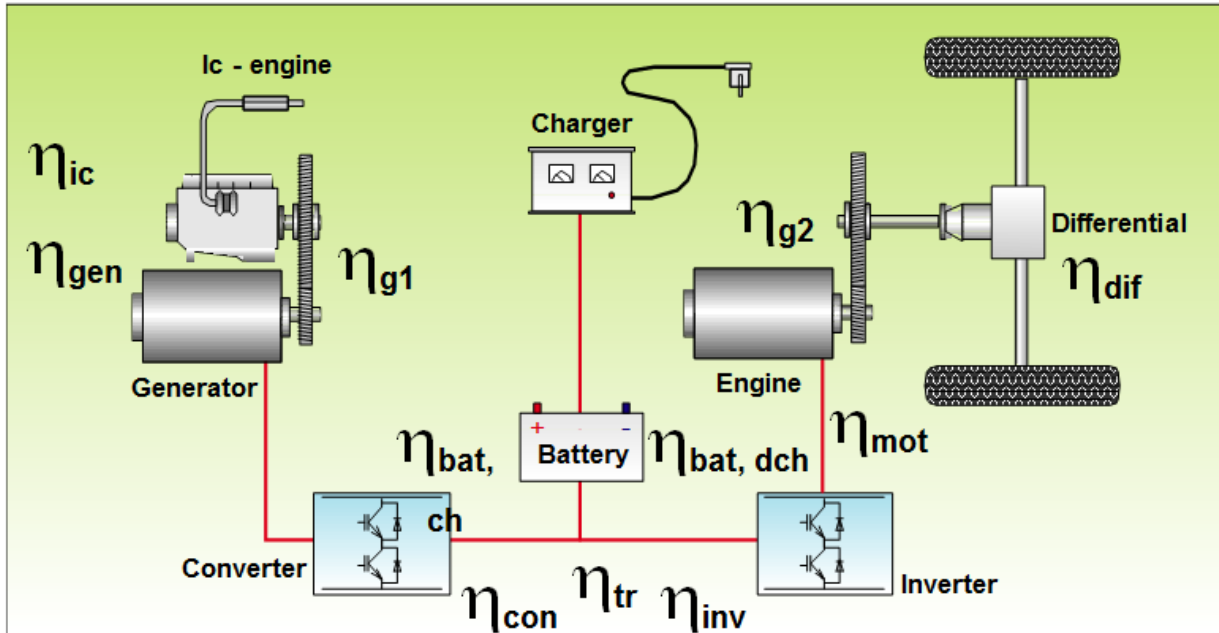 Ic - engine
Charger
ηic
ηg2
Differential
ηgen
ηg1
ηdif
Generator
Engine
+ -
ηbat,
Battery
ηbat, dch
ηmot
ch
Converter
ηcon
ηtr
ηinv
Inverter